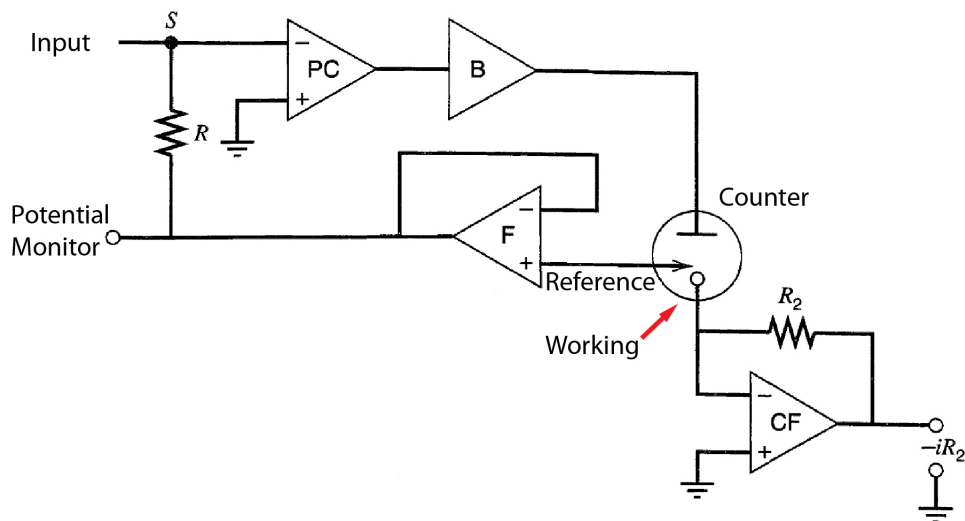 S
Input
−
PC
B
+
R
Counter
Potential
Monitor
−
F
+
Reference
R₂
Working
−
CF
+
−iR₂